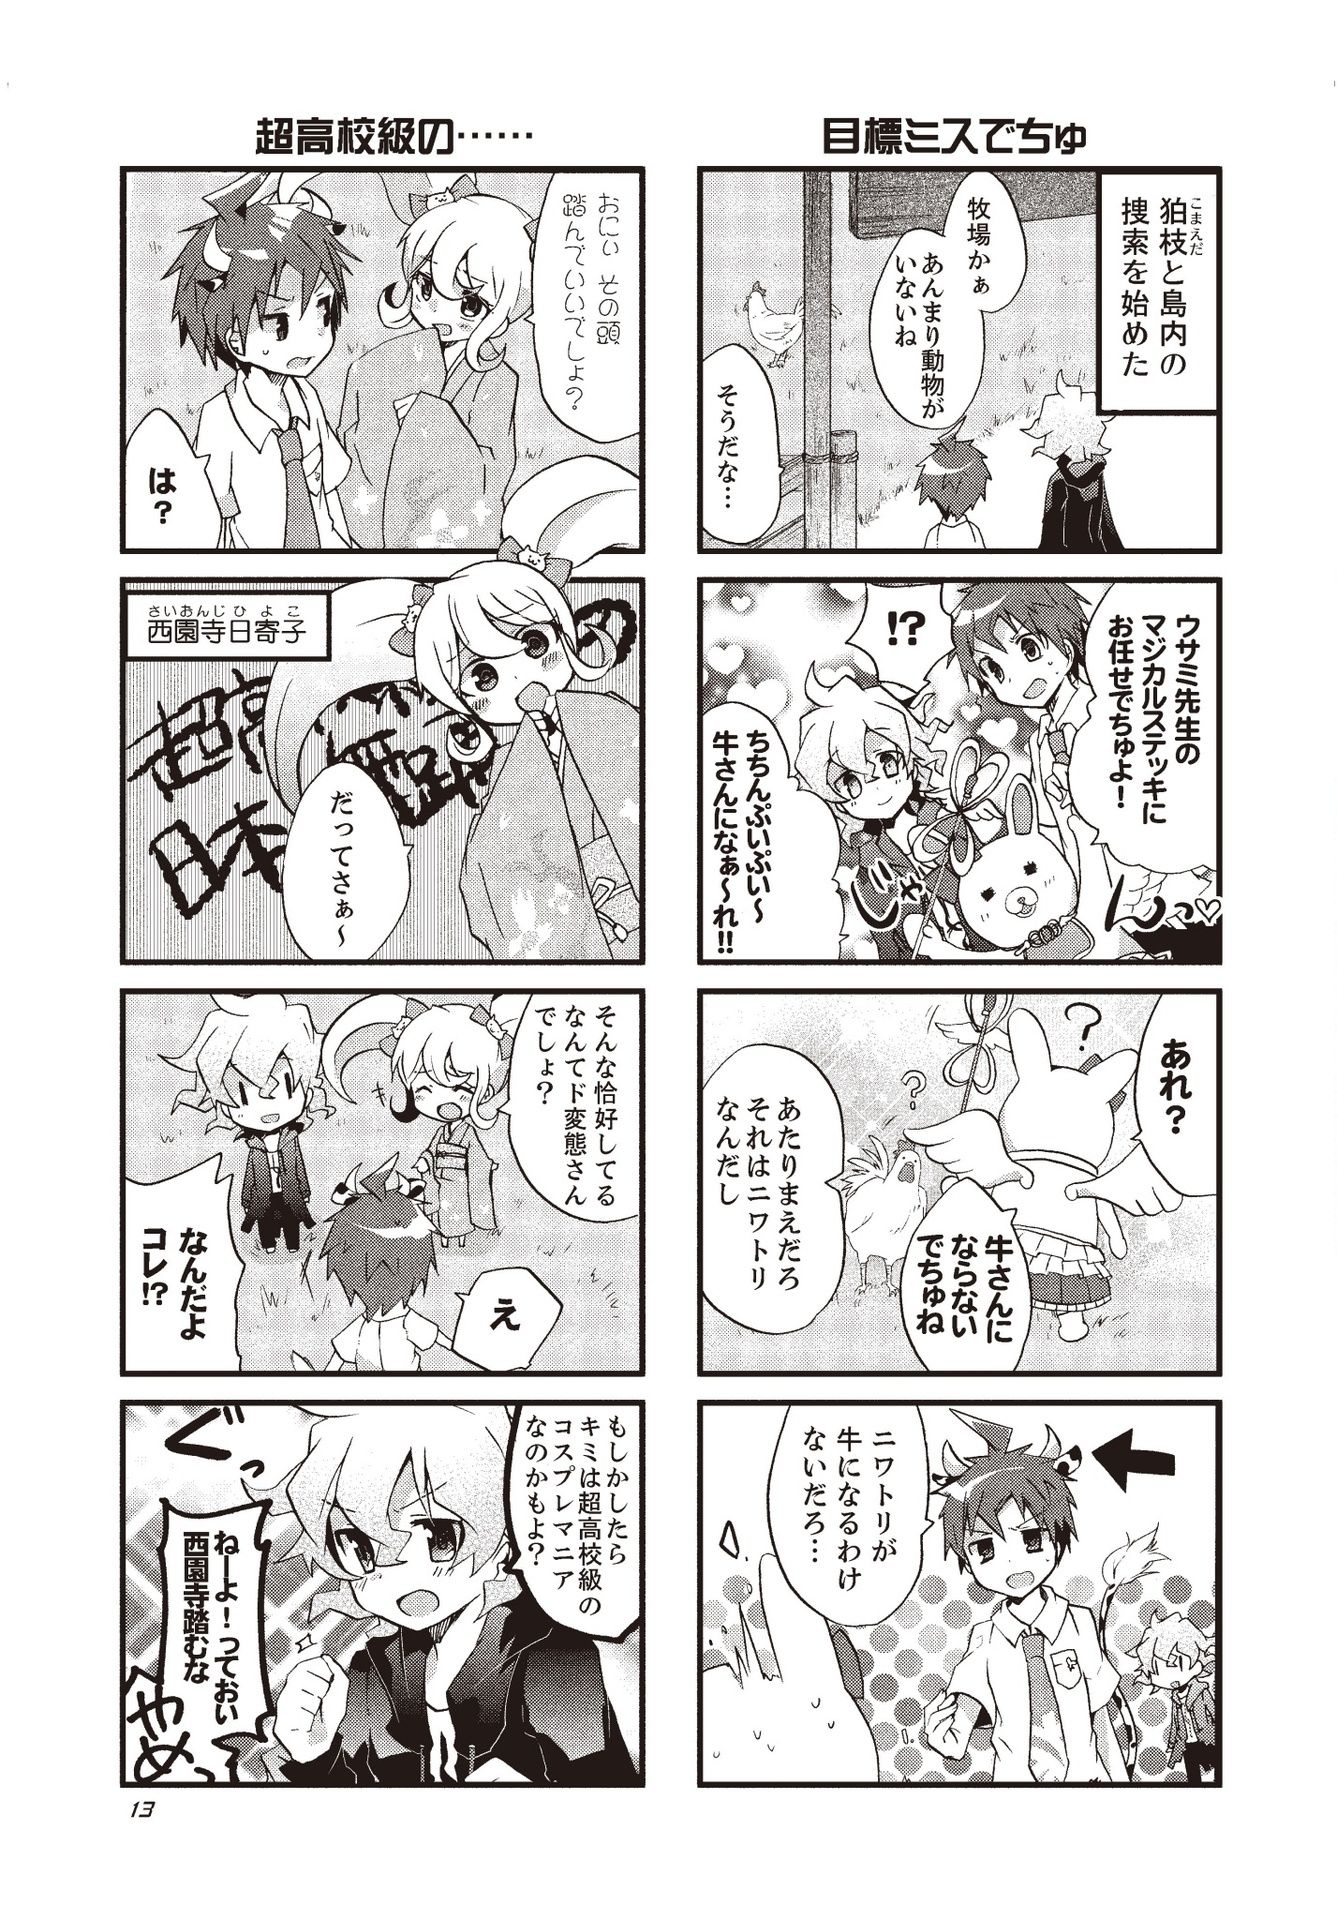 目標ミスでちゅ
狛枝と島内の
こまえだ
捜索を始めた
牧場かぁ
あんまり動物が
いないね
そうだな…
ウサミ先生の
マジカルステッキに
お任せでちゅよ!
!?
ちちんぷいぷい〜
牛さんになぁ〜れ!!
じゃ
んっ♡
あれ?
?
?
牛さんに
ならない
でちゅね
あたりまえだろ
それはニワトリ
なんだし
ニワトリが
牛になるわけ
ないだろ…
超高校級の……
おにぃ その頭
踏んでいいでしょ?
は?
さいおんじひよこ
西園寺日寄子
超高
の
日本
だってさぁ〜
そんな恰好してる
なんてド変態さん
でしょ?
え
なんだよ
コレ!?
もしかしたら
キミは超高校級の
コスプレマニア
なのかもよ?
ぐっ
ねーよ!っておい
西園寺踏むな
やめっ
13